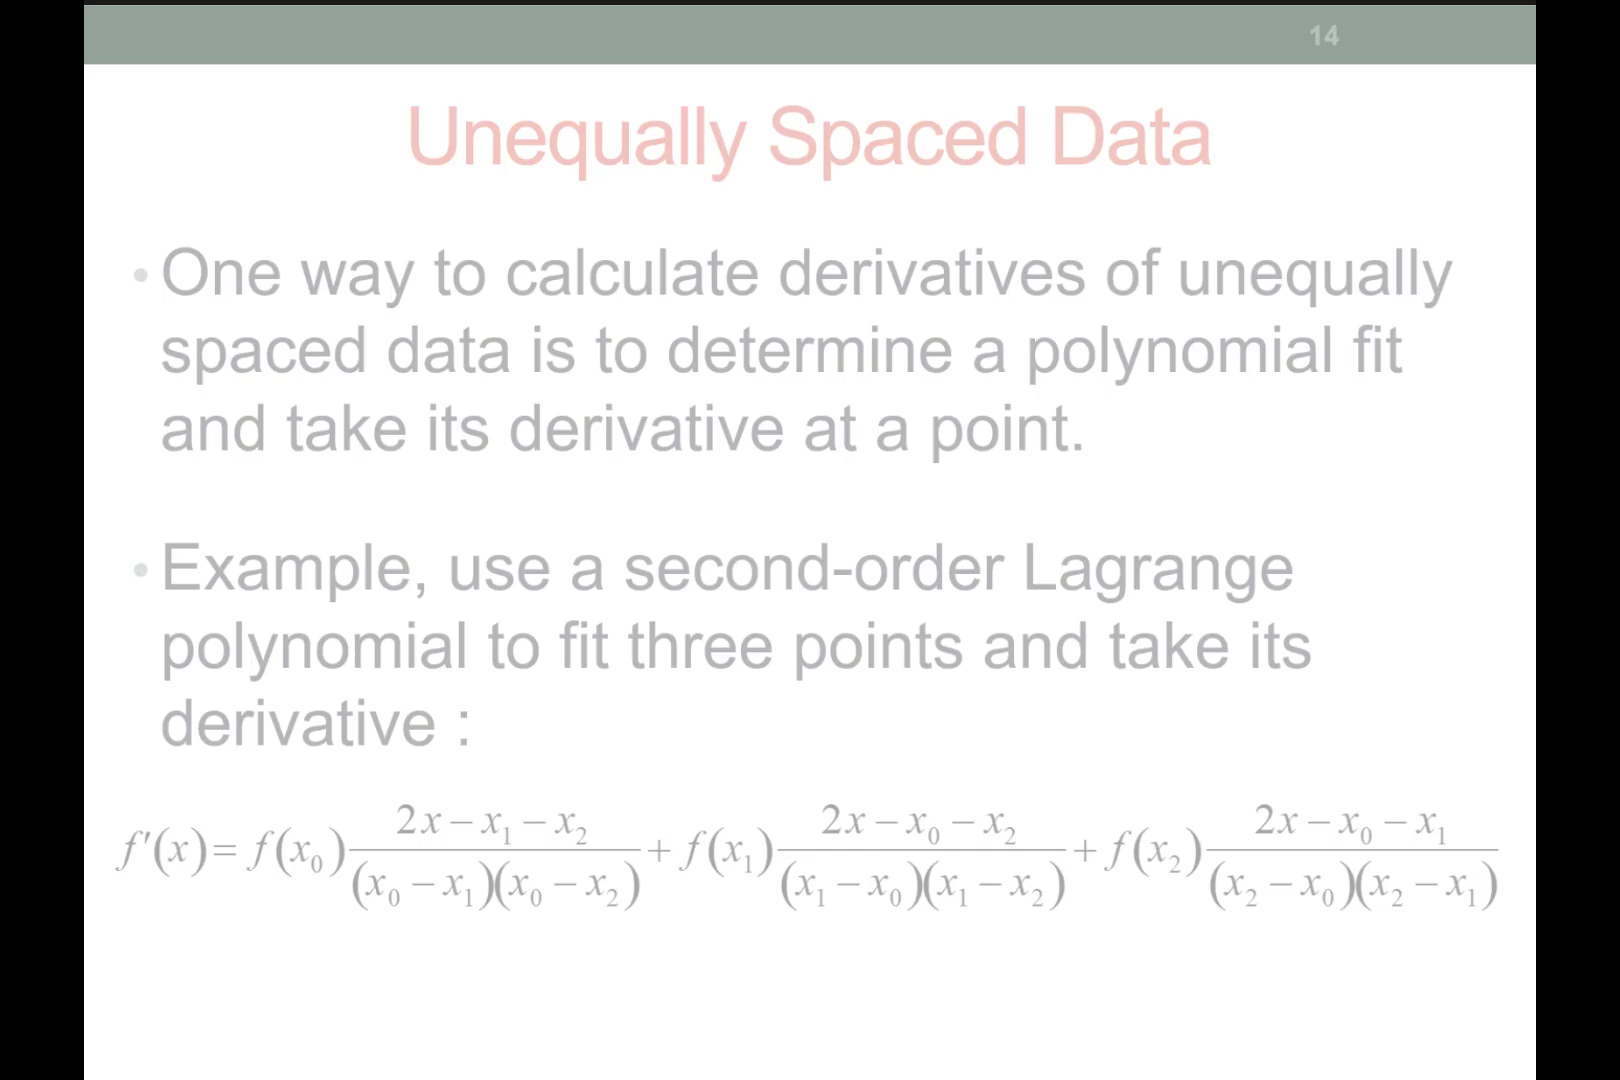 14
Unequally Spaced Data
• One way to calculate derivatives of unequally
spaced data is to determine a polynomial fit
and take its derivative at a point.
• Example, use a second-order Lagrange
polynomial to fit three points and take its
derivative :
f′(x) = f(x₀) (2x − x₁ − x₂)/((x₀ − x₁)(x₀ − x₂)) + f(x₁) (2x − x₀ − x₂)/((x₁ − x₀)(x₁ − x₂)) + f(x₂) (2x − x₀ − x₁)/((x₂ − x₀)(x₂ − x₁))